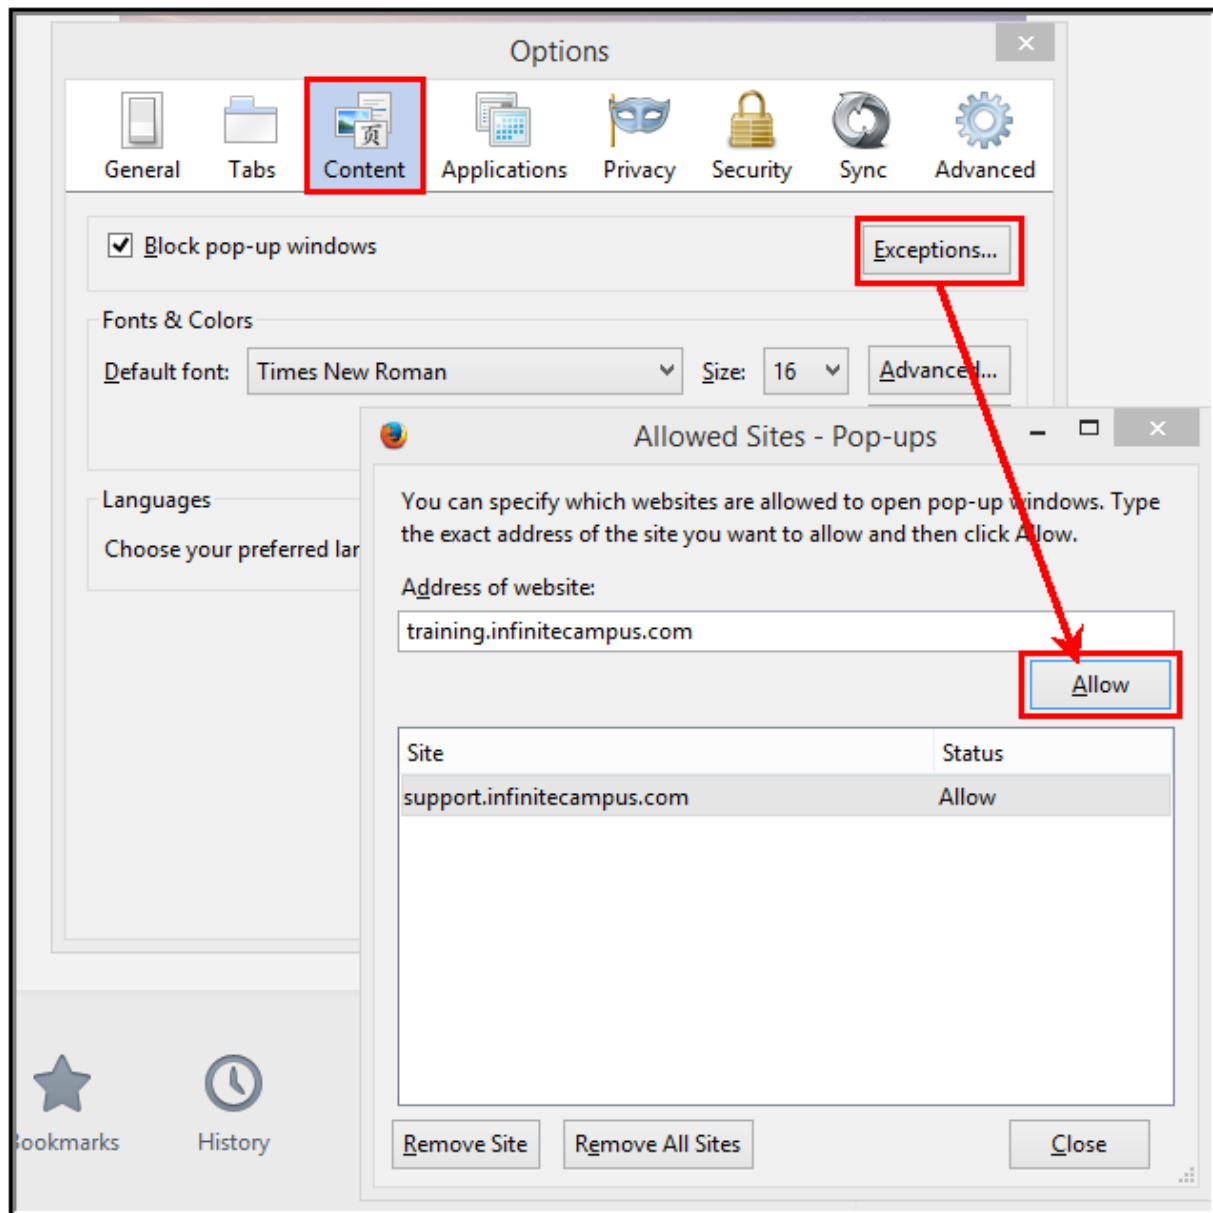 Options
General Tabs Content Applications Privacy Security Sync Advanced
页
Block pop-up windows
Exceptions...
Fonts & Colors
Default font: Times New Roman Size: 16 Advanced...
Allowed Sites - Pop-ups
Languages
Choose your preferred
You can specify which websites are allowed to open pop-up windows. Type
the exact address of the site you want to allow and then click Allow.
Address of website:
training.infinitecampus.com
Allow
Site Status
support.infinitecampus.com Allow
Bookmarks History
Remove Site Remove All Sites Close